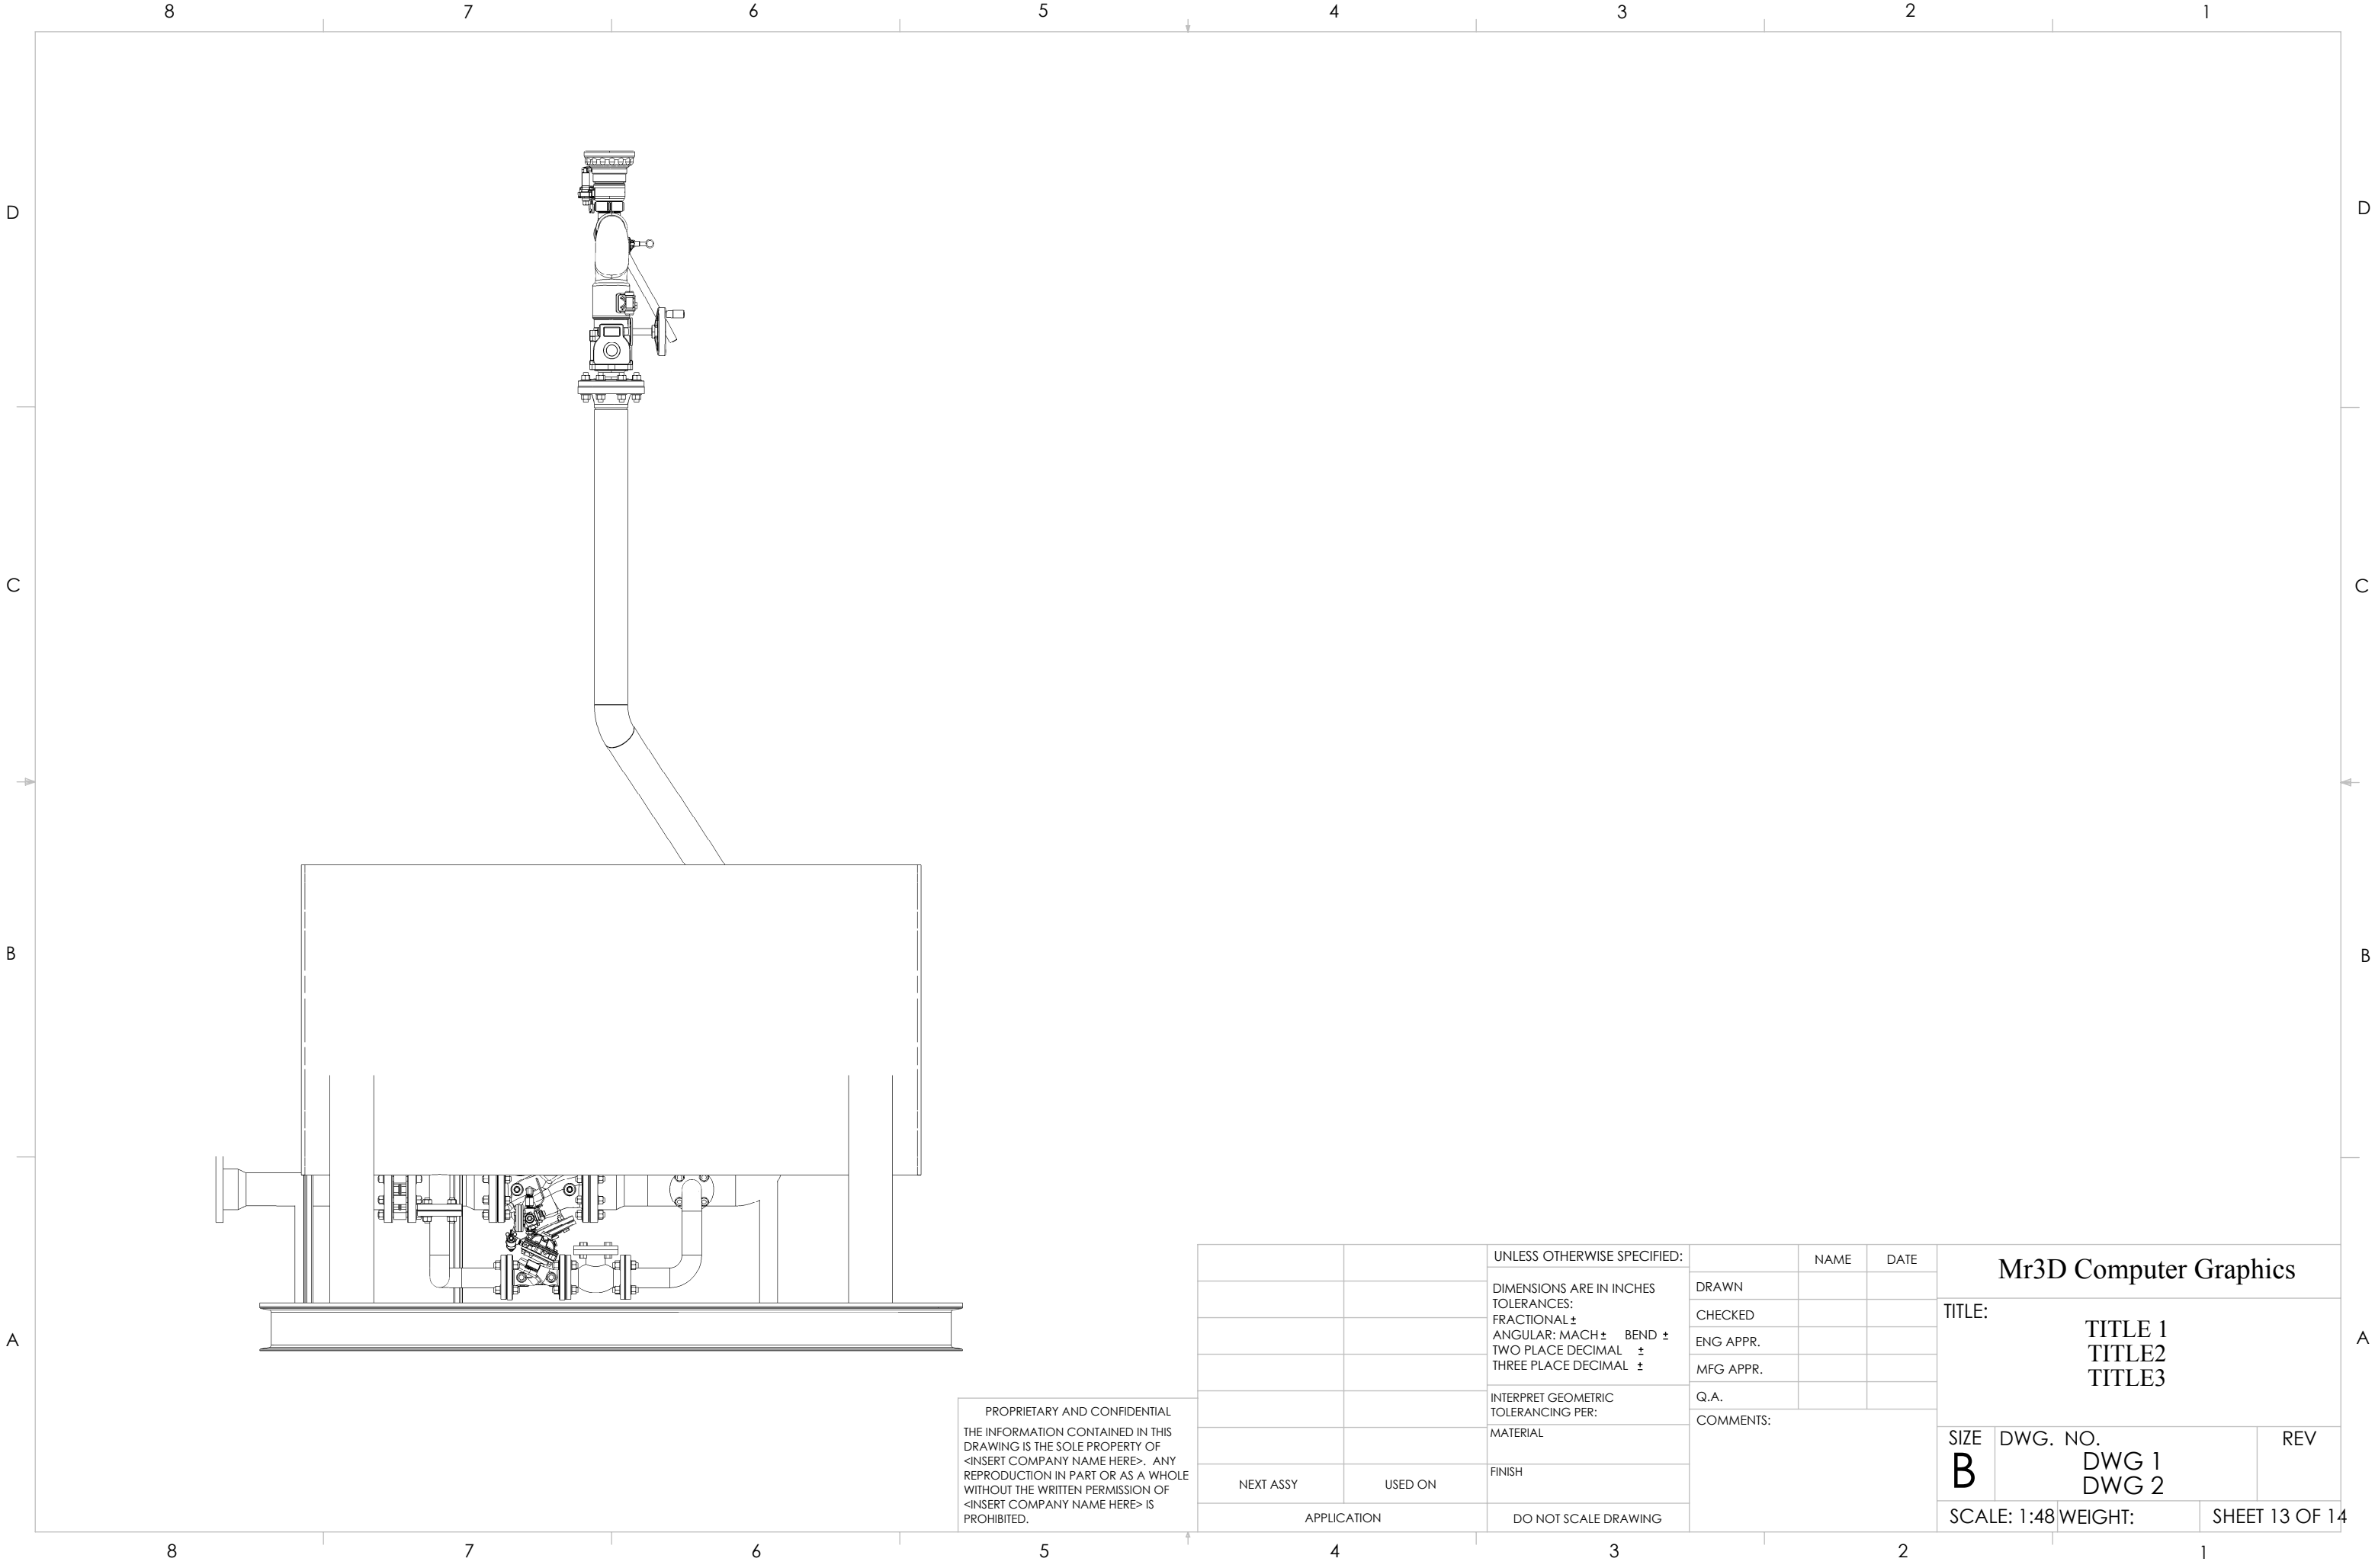 8 7 6 5 4 3 2 1
D D
C C
B B
A A
PROPRIETARY AND CONFIDENTIAL
THE INFORMATION CONTAINED IN THIS
DRAWING IS THE SOLE PROPERTY OF
<INSERT COMPANY NAME HERE>. ANY
REPRODUCTION IN PART OR AS A WHOLE
WITHOUT THE WRITTEN PERMISSION OF
<INSERT COMPANY NAME HERE> IS
PROHIBITED.
NEXT ASSY USED ON
APPLICATION
UNLESS OTHERWISE SPECIFIED:
DIMENSIONS ARE IN INCHES
TOLERANCES:
FRACTIONAL ±
ANGULAR: MACH ± BEND ±
TWO PLACE DECIMAL ±
THREE PLACE DECIMAL ±
INTERPRET GEOMETRIC
TOLERANCING PER:
MATERIAL
FINISH
DO NOT SCALE DRAWING
NAME DATE
DRAWN
CHECKED
ENG APPR.
MFG APPR.
Q.A.
COMMENTS:
Mr3D Computer Graphics
TITLE:
TITLE 1
TITLE2
TITLE3
SIZE DWG. NO. REV
B DWG 1
DWG 2
SCALE: 1:48 WEIGHT: SHEET 13 OF 14
8 7 6 5 4 3 2 1